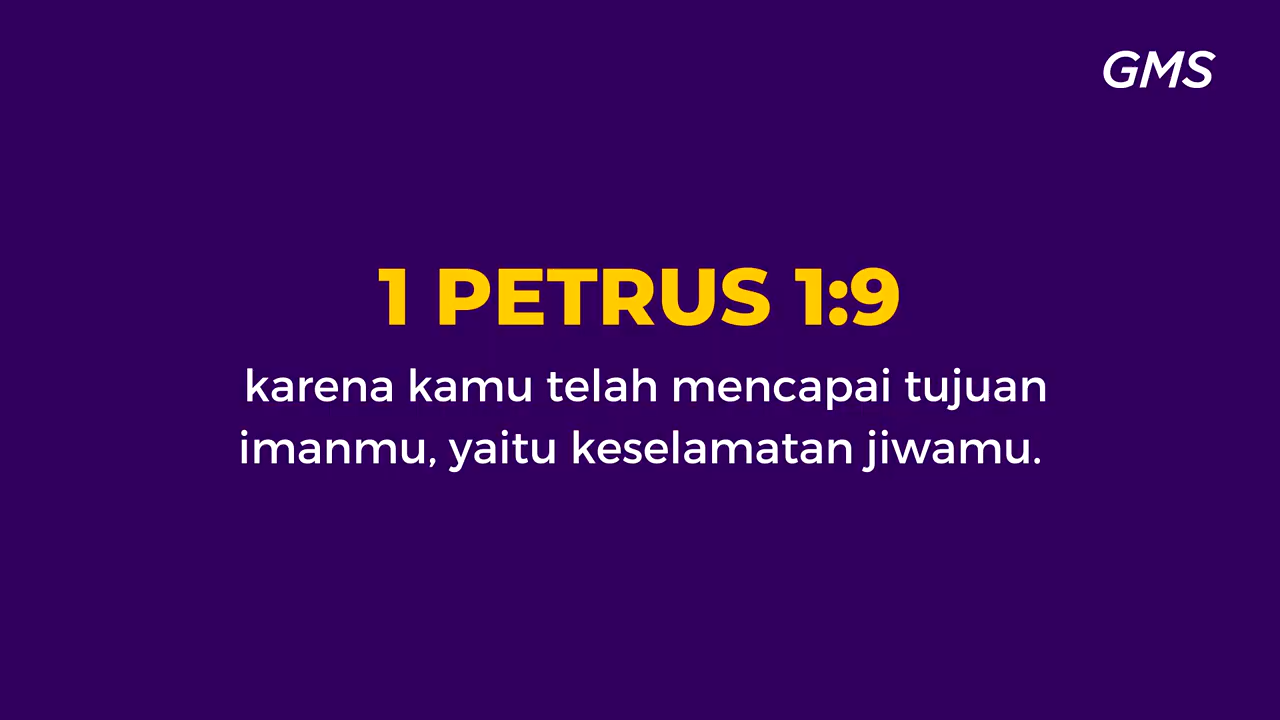 GMS
1 PETRUS 1:9
karena kamu telah mencapai tujuan
imanmu, yaitu keselamatan jiwamu.